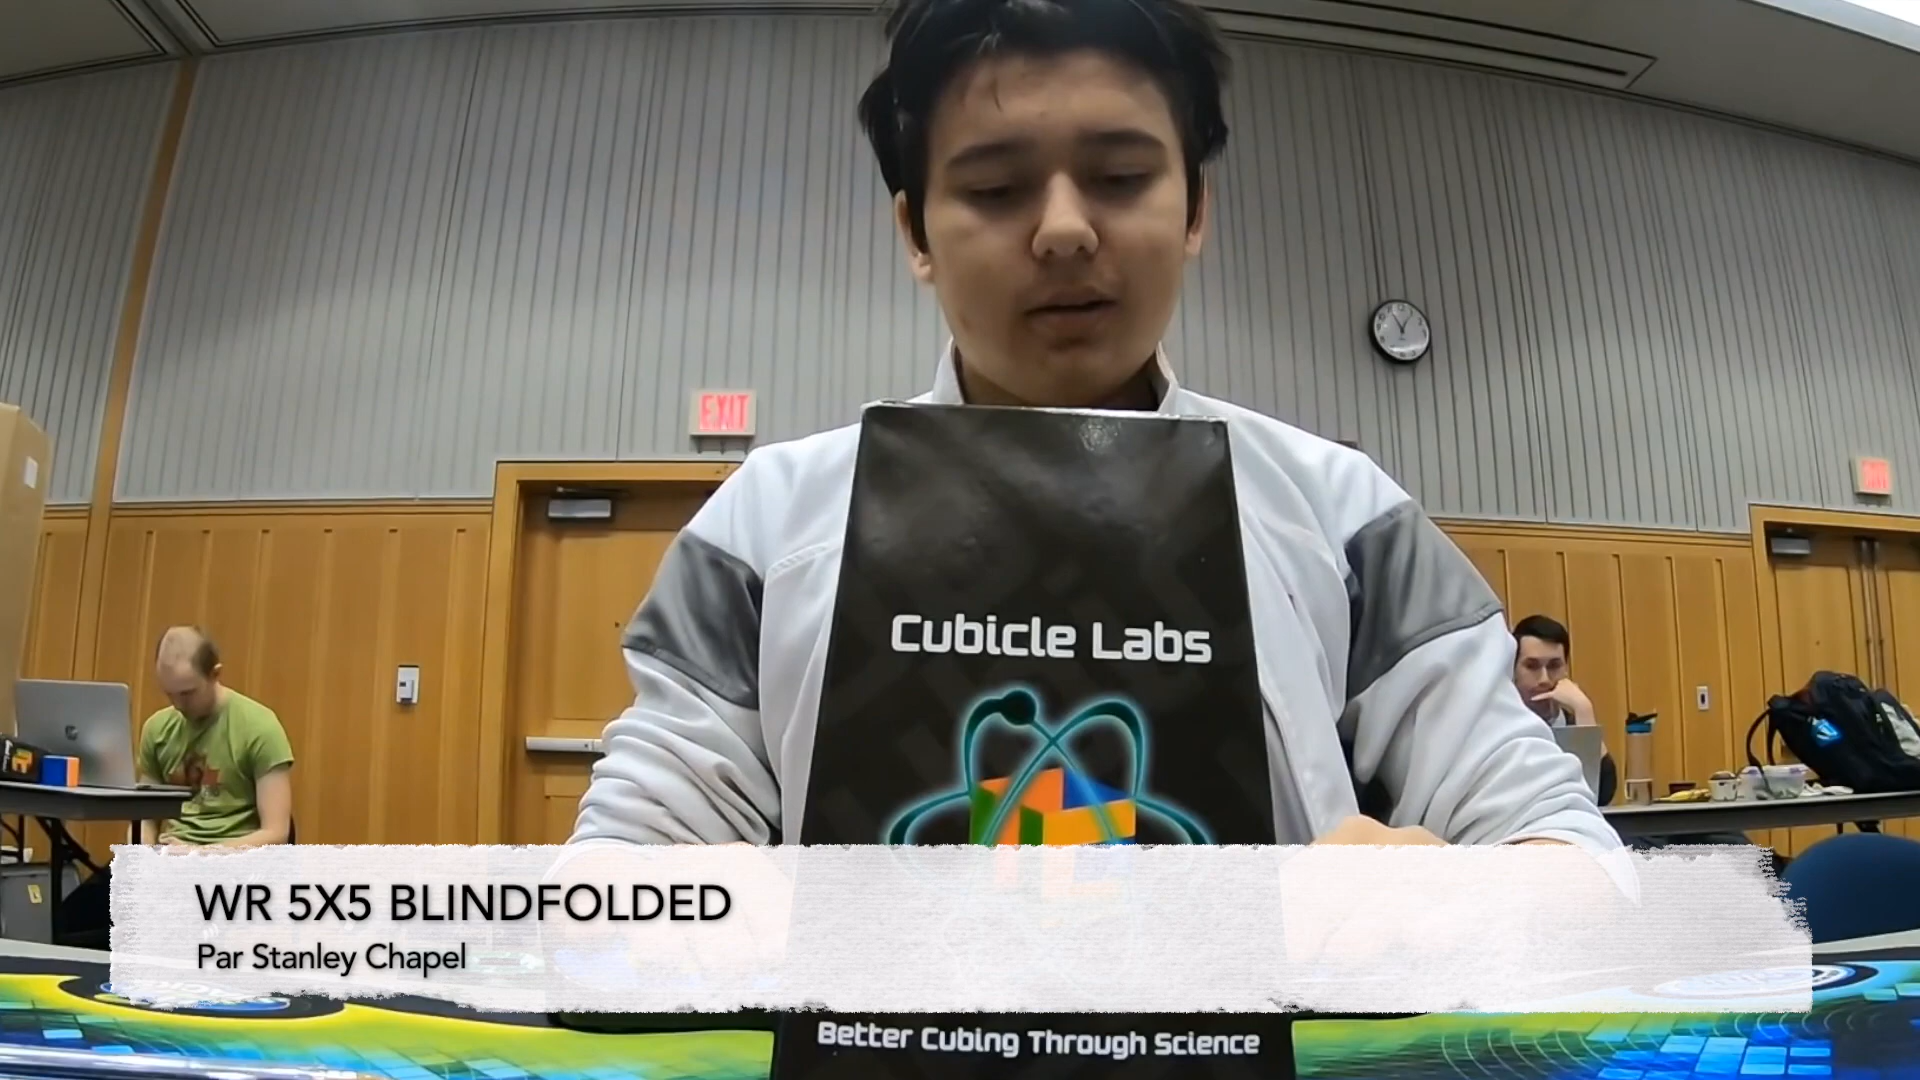 EXIT
Cubicle Labs
WR 5X5 BLINDFOLDED
Par Stanley Chapel
Better Cubing Through Science